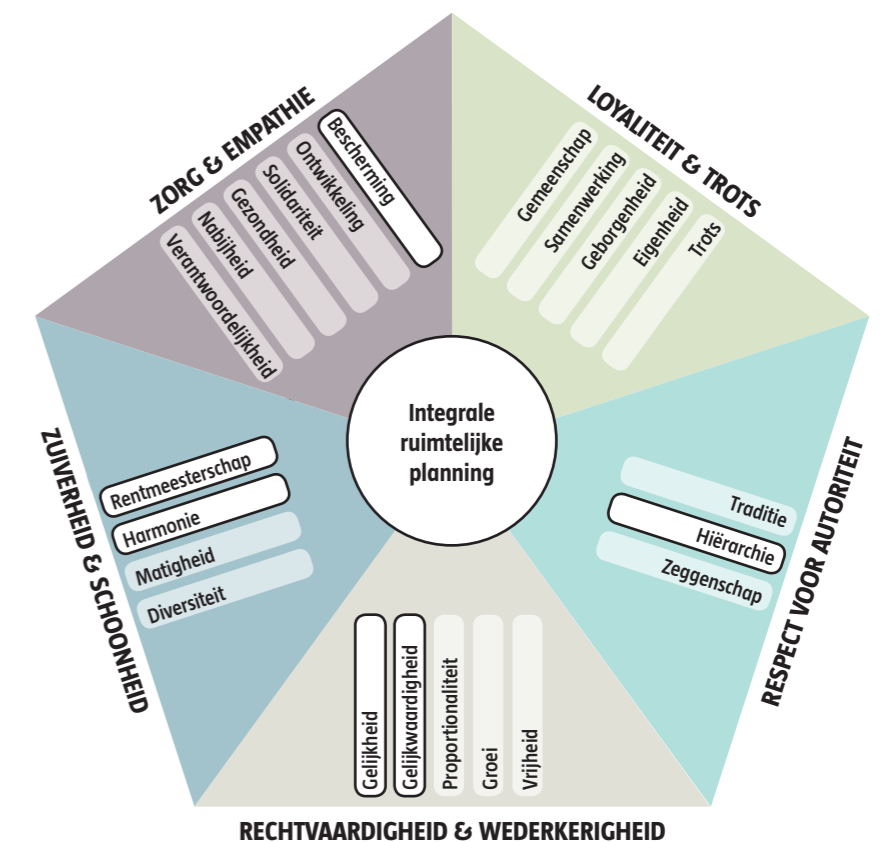 ZORG & EMPATHIE
Verantwoordelijkheid
Nabijheid
Gezondheid
Solidariteit
Ontwikkeling
Bescherming
LOYALITEIT & TROTS
Gemeenschap
Samenwerking
Geborgenheid
Eigenheid
Trots
Integrale
ruimtelijke
planning
ZUIVERHEID & SCHOONHEID
Rentmeesterschap
Harmonie
Matigheid
Diversiteit
RESPECT VOOR AUTORITEIT
Traditie
Hiërarchie
Zeggenschap
Gelijkheid
Gelijkwaardigheid
Proportionaliteit
Groei
Vrijheid
RECHTVAARDIGHEID & WEDERKERIGHEID